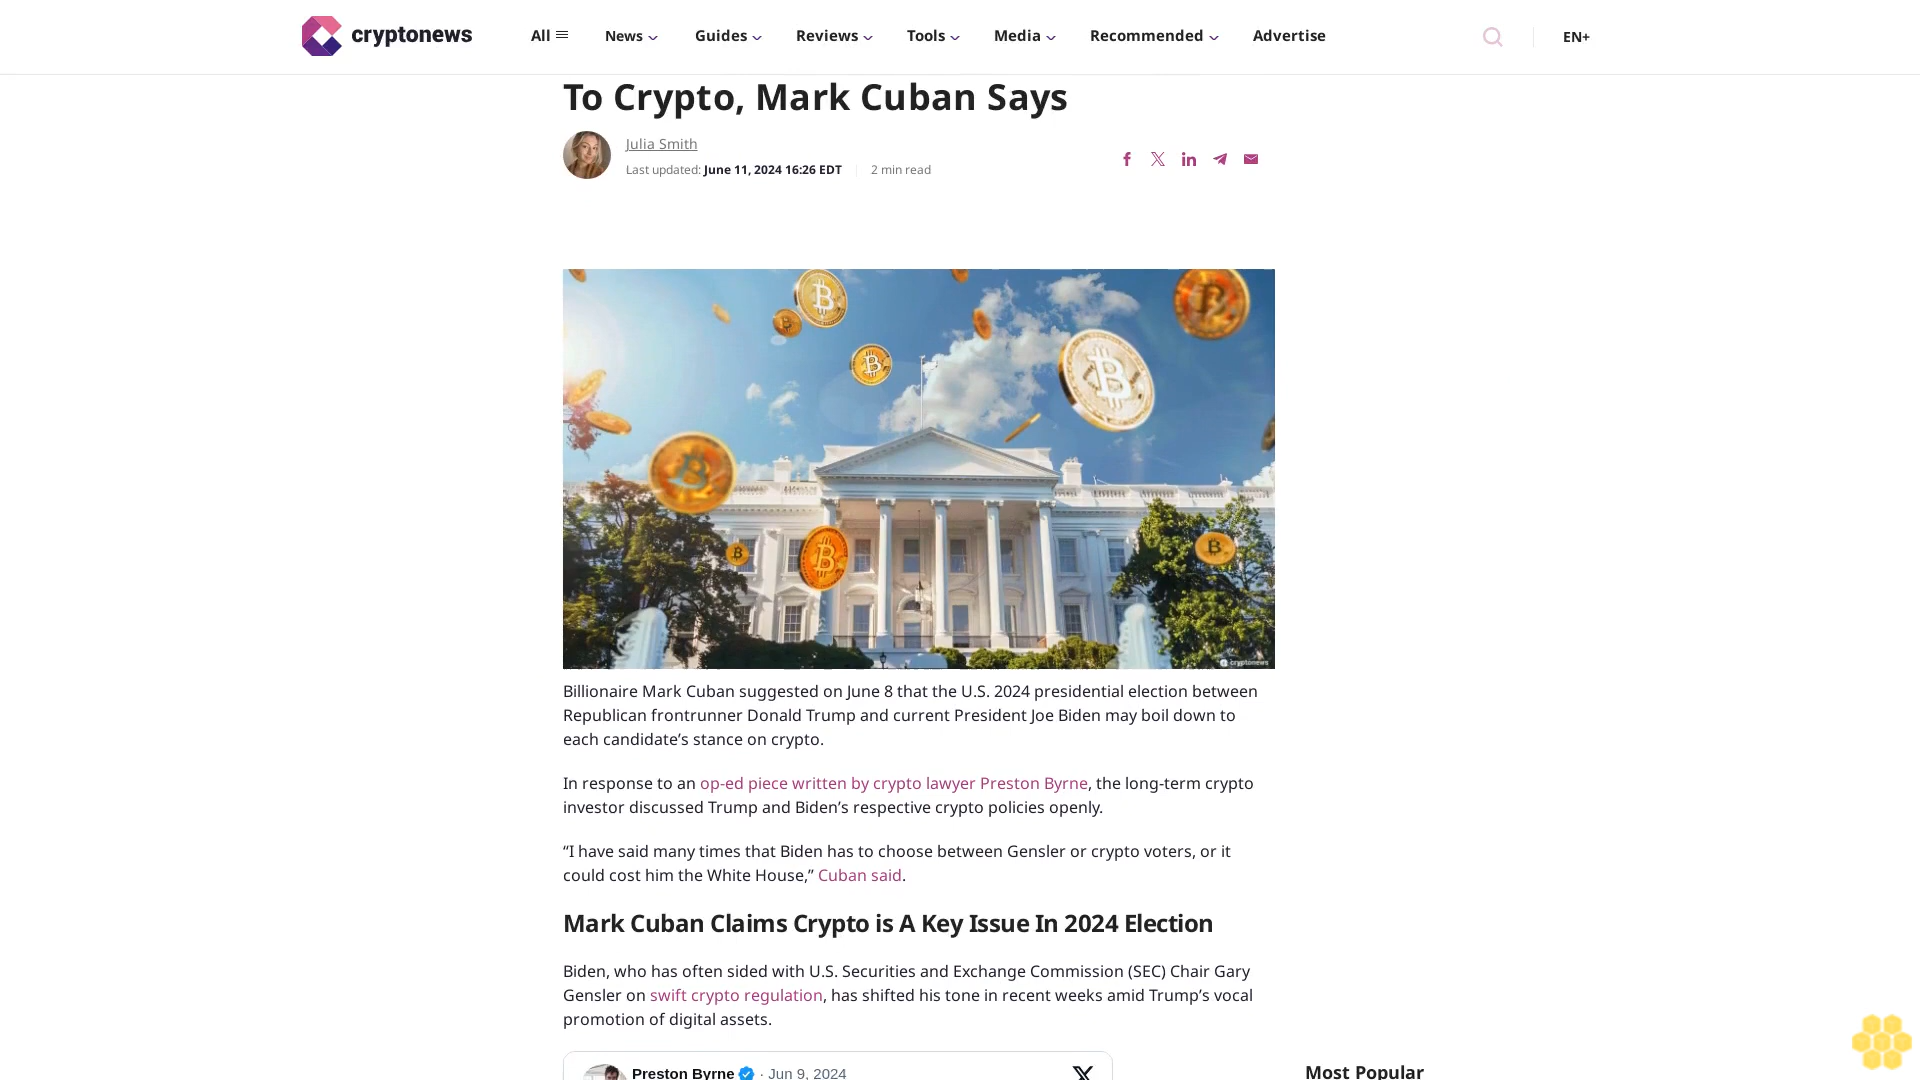 cryptonews
All
News
Guides
Reviews
Tools
Media
Recommended
Advertise
EN+
To Crypto, Mark Cuban Says
Julia Smith
Last updated: June 11, 2024 16:26 EDT
2 min read
cryptonews
Billionaire Mark Cuban suggested on June 8 that the U.S. 2024 presidential election between
Republican frontrunner Donald Trump and current President Joe Biden may boil down to
each candidate’s stance on crypto.
In response to an op-ed piece written by crypto lawyer Preston Byrne, the long-term crypto
investor discussed Trump and Biden’s respective crypto policies openly.
“I have said many times that Biden has to choose between Gensler or crypto voters, or it
could cost him the White House,” Cuban said.
Mark Cuban Claims Crypto is A Key Issue In 2024 Election
Biden, who has often sided with U.S. Securities and Exchange Commission (SEC) Chair Gary
Gensler on swift crypto regulation, has shifted his tone in recent weeks amid Trump’s vocal
promotion of digital assets.
Preston Byrne · Jun 9, 2024
Most Popular